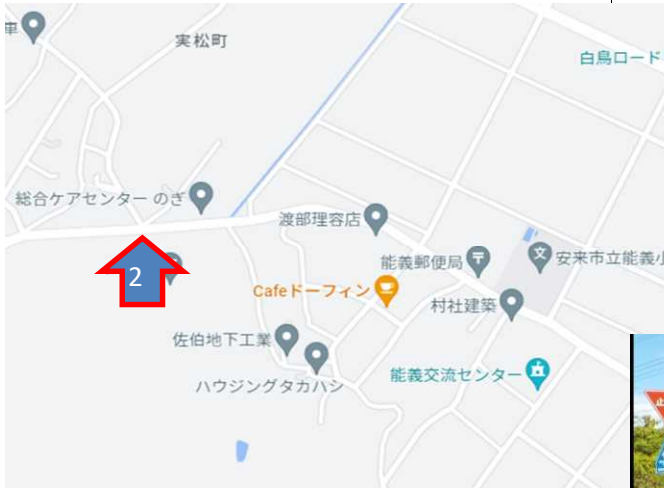 車
実松町
白鳥ロード
総合ケアセンター のぎ
渡部理容店
2
能義郵便局
安来市立能義小
Cafeドーフィン
村社建築
佐伯地下工業
ハウジングタカハシ
能義交流センター
文
止